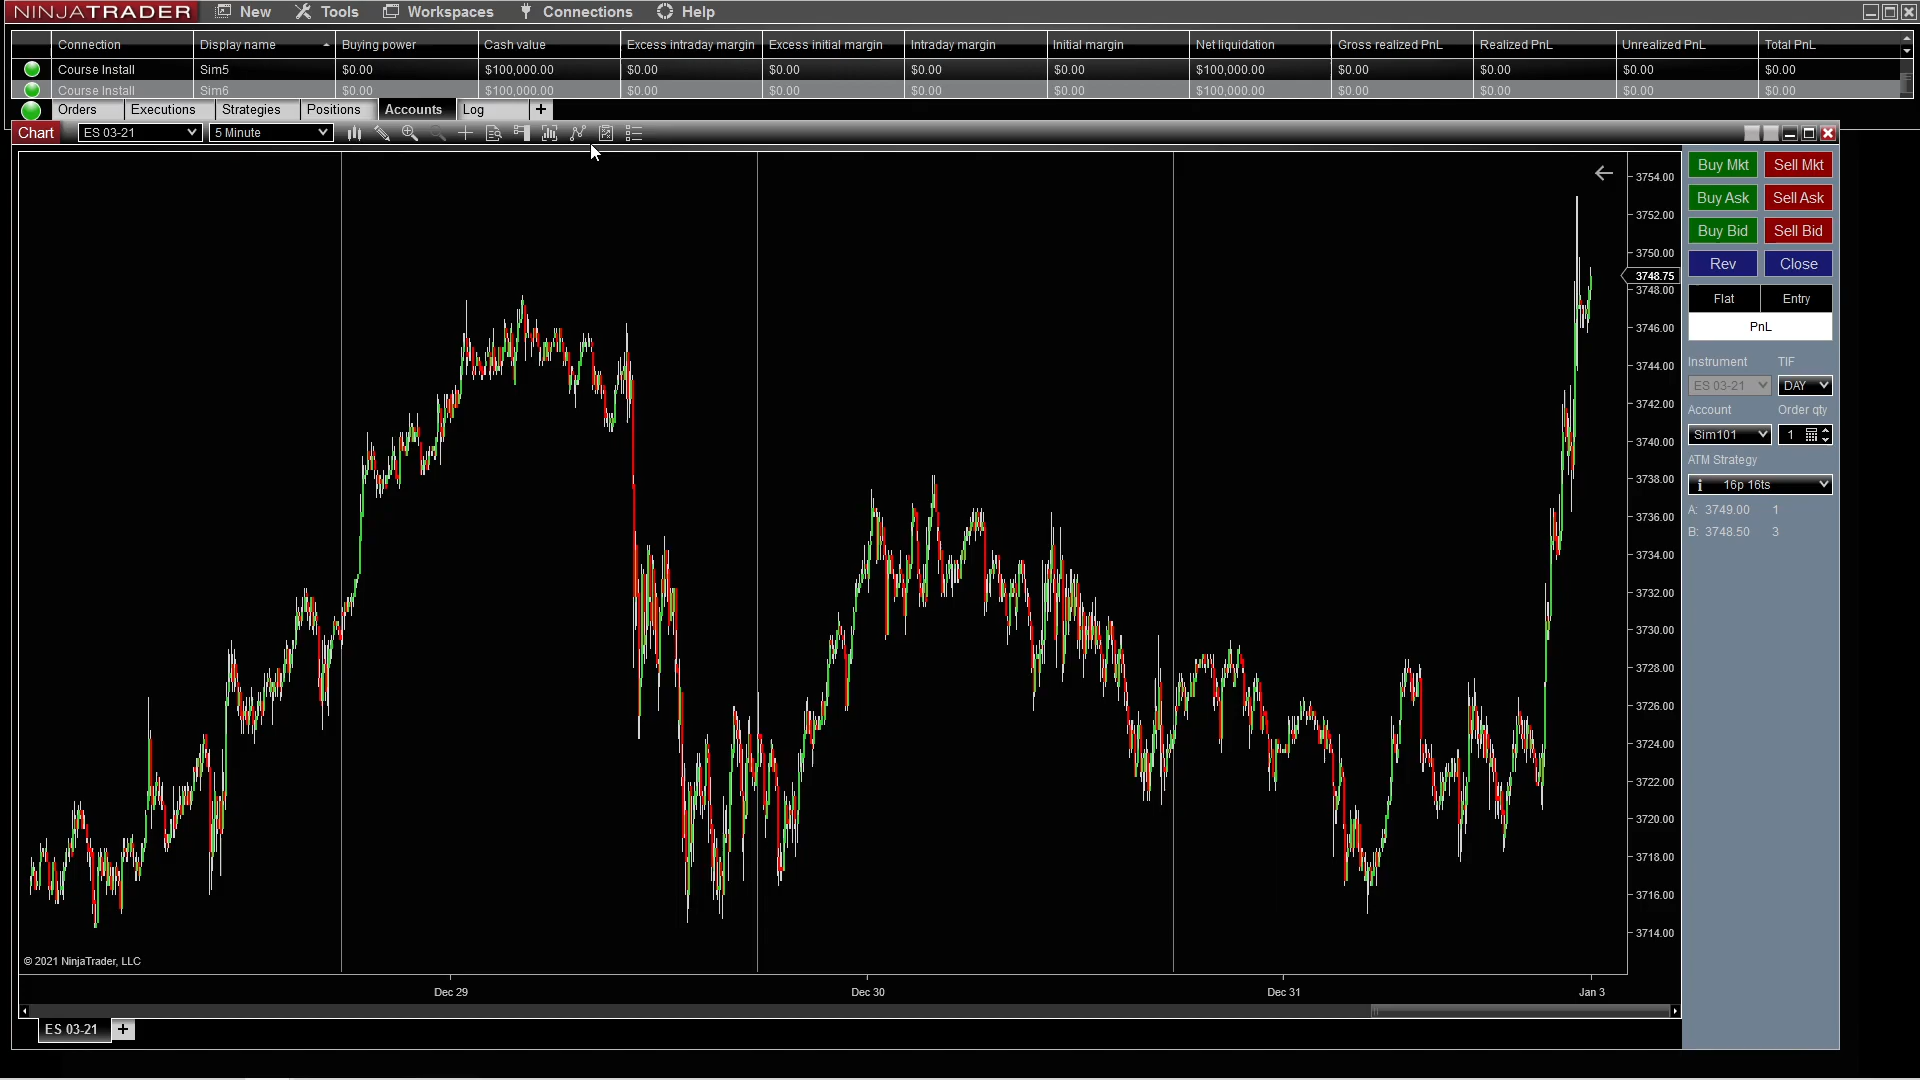 NINJATRADER New Tools Workspaces Connections Help
Connection Display name Buying power Cash value Excess intraday margin Excess initial margin Intraday margin Initial margin Net liquidation Gross realized PnL Realized PnL Unrealized PnL Total PnL
Course Install Sim5 $0.00 $100,000.00 $0.00 $0.00 $0.00 $0.00 $100,000.00 $0.00 $0.00 $0.00 $0.00
Course Install Sim6 $0.00 $100,000.00 $0.00 $0.00 $0.00 $0.00 $100,000.00 $0.00 $0.00 $0.00 $0.00
Orders Executions Strategies Positions Accounts Log +
Chart ES 03-21 5 Minute
3754.00
3752.00
3750.00
3748.75
3748.00
3746.00
3744.00
3742.00
3740.00
3738.00
3736.00
3734.00
3732.00
3730.00
3728.00
3726.00
3724.00
3722.00
3720.00
3718.00
3716.00
3714.00
Buy Mkt Sell Mkt
Buy Ask Sell Ask
Buy Bid Sell Bid
Rev Close
Flat Entry
PnL
Instrument TIF
ES 03-21 DAY
Account Order qty
Sim101 1
ATM Strategy
i 16p 16ts
A: 3749.00 1
B: 3748.50 3
© 2021 NinjaTrader, LLC
Dec 29 Dec 30 Dec 31 Jan 3
ES 03-21 +